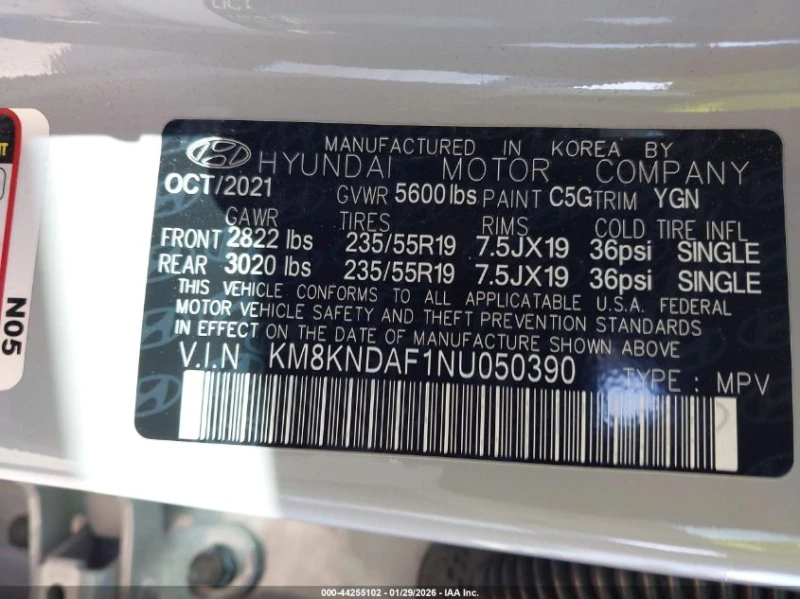 MANUFACTURED IN KOREA BY
HYUNDAI MOTOR COMPANY
OCT/2021 GVWR 5600 lbs PAINT C5G TRIM YGN
GAWR TIRES RIMS COLD TIRE INFL
FRONT 2822 lbs 235/55R19 7.5JX19 36psi SINGLE
REAR 3020 lbs 235/55R19 7.5JX19 36psi SINGLE
THIS VEHICLE CONFORMS TO ALL APPLICATABLE U.S.A. FEDERAL
MOTOR VEHICLE SAFETY AND THEFT PREVENTION STANDARDS
IN EFFECT ON THE DATE OF MANUFACTURE SHOWN ABOVE
V.I.N KM8KNDAF1NU050390 TYPE : MPV
N05
000-44255102 - 01/29/2026 - IAA Inc.